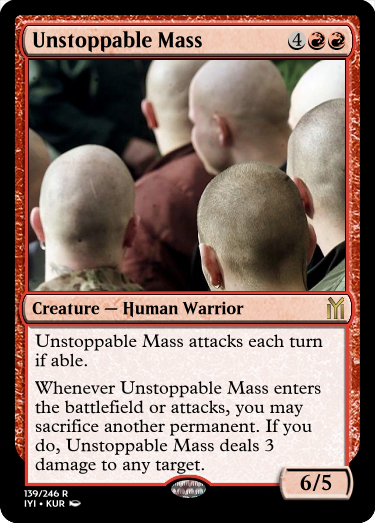 Unstoppable Mass 4
Creature — Human Warrior
Unstoppable Mass attacks each turn
if able.
Whenever Unstoppable Mass enters
the battlefield or attacks, you may
sacrifice another permanent. If you
do, Unstoppable Mass deals 3
damage to any target.
6/5
139/246 R
IYI • KUR